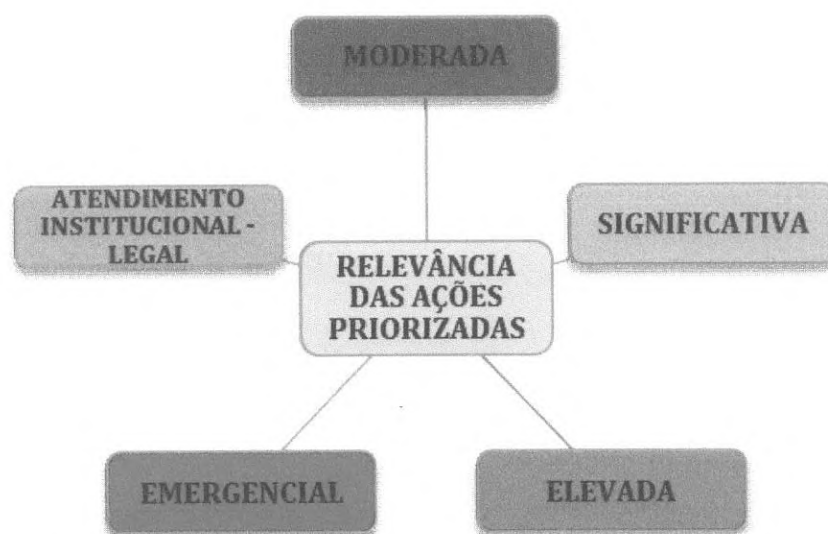 MODERADA
ATENDIMENTO
INSTITUCIONAL -
LEGAL
SIGNIFICATIVA
RELEVÂNCIA
DAS AÇÕES
PRIORIZADAS
EMERGENCIAL
ELEVADA